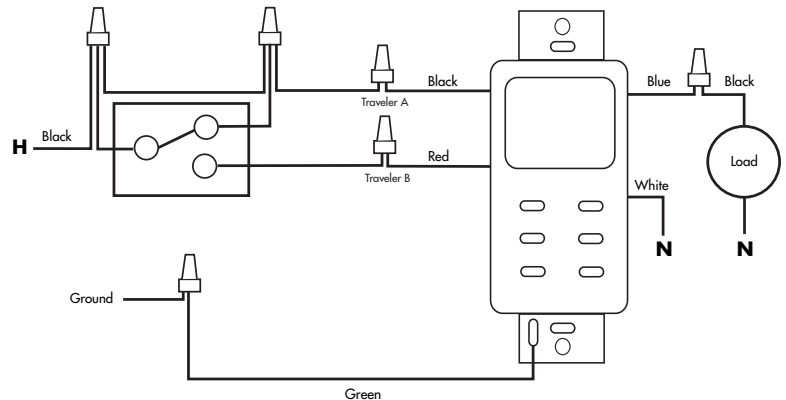 Black
Blue
Black
Traveler A
H
Black
Red
Load
Traveler B
White
N
N
Ground
Green